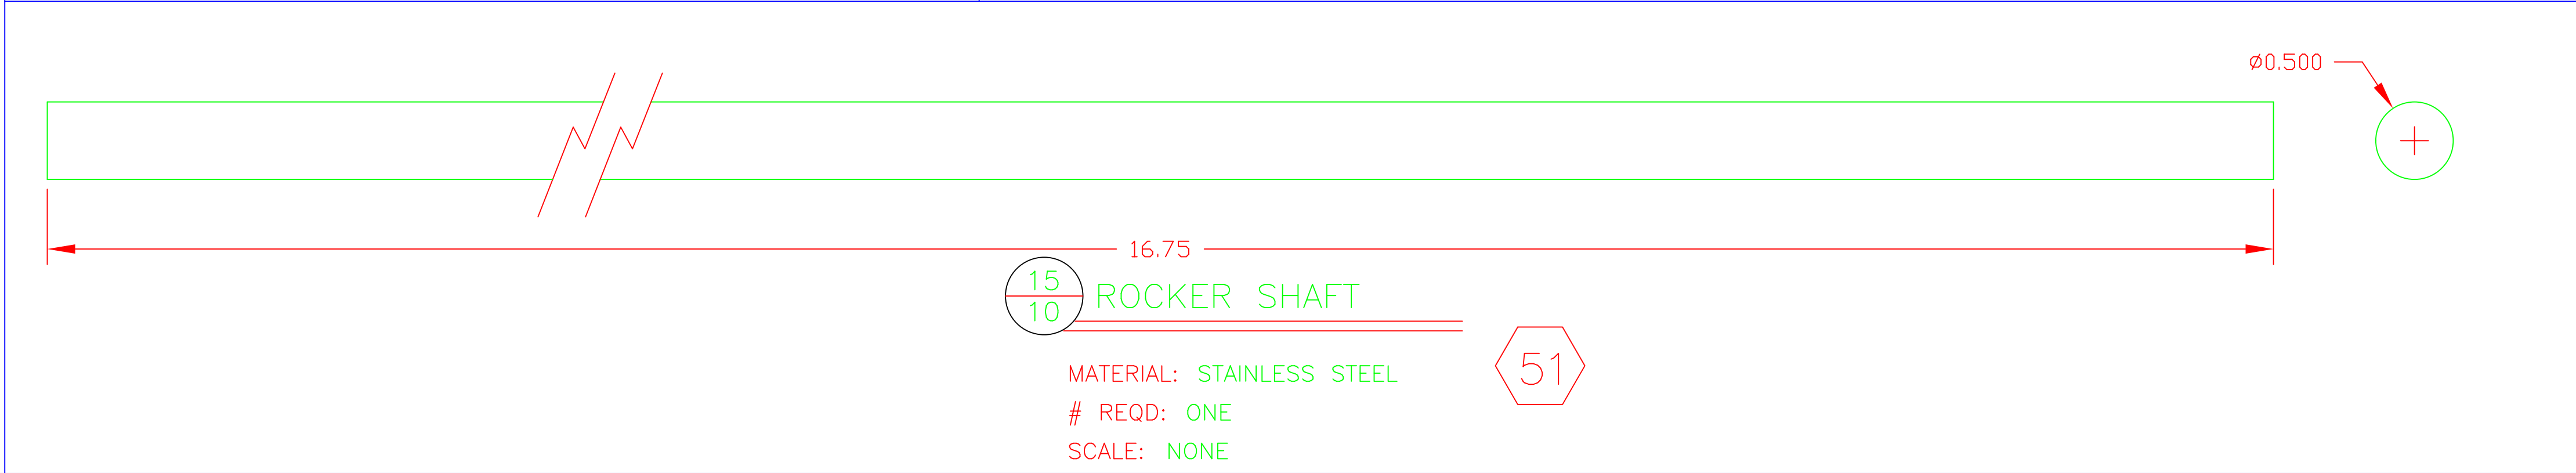 ø0.500
16.75
15
10
ROCKER SHAFT
51
MATERIAL: STAINLESS STEEL
# REQD: ONE
SCALE: NONE